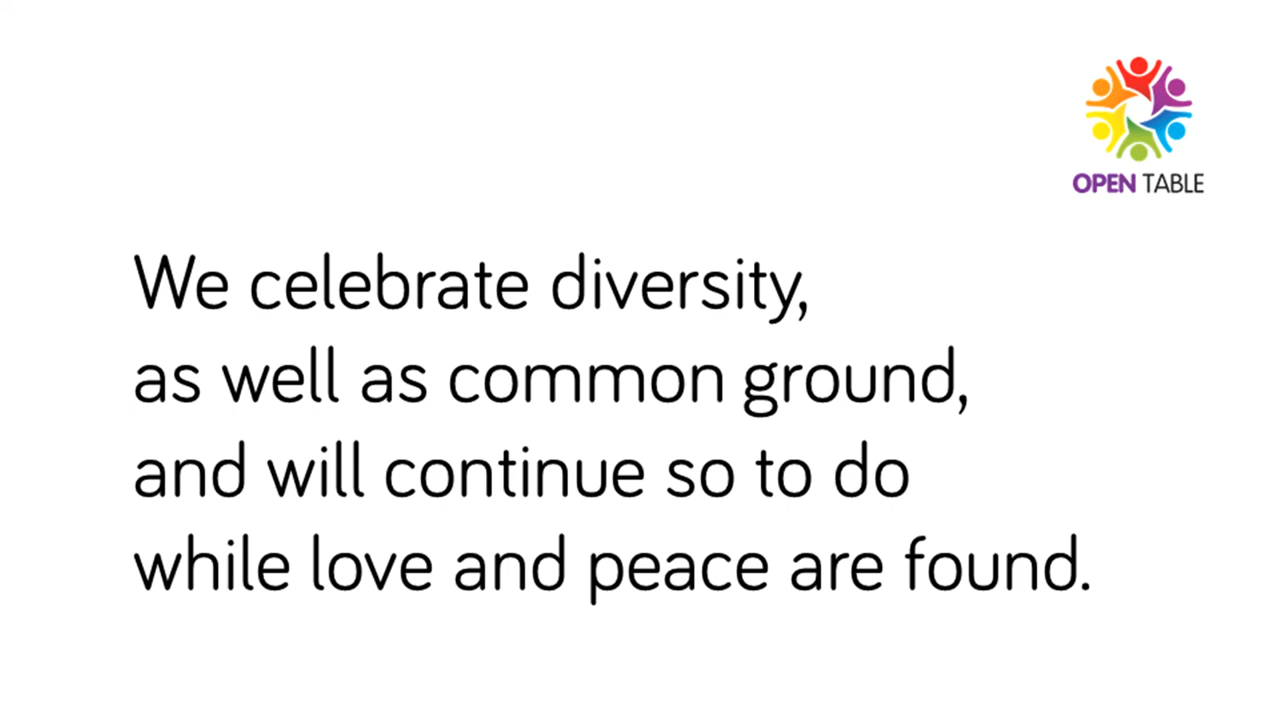 OPEN TABLE
We celebrate diversity,
as well as common ground,
and will continue so to do
while love and peace are found.